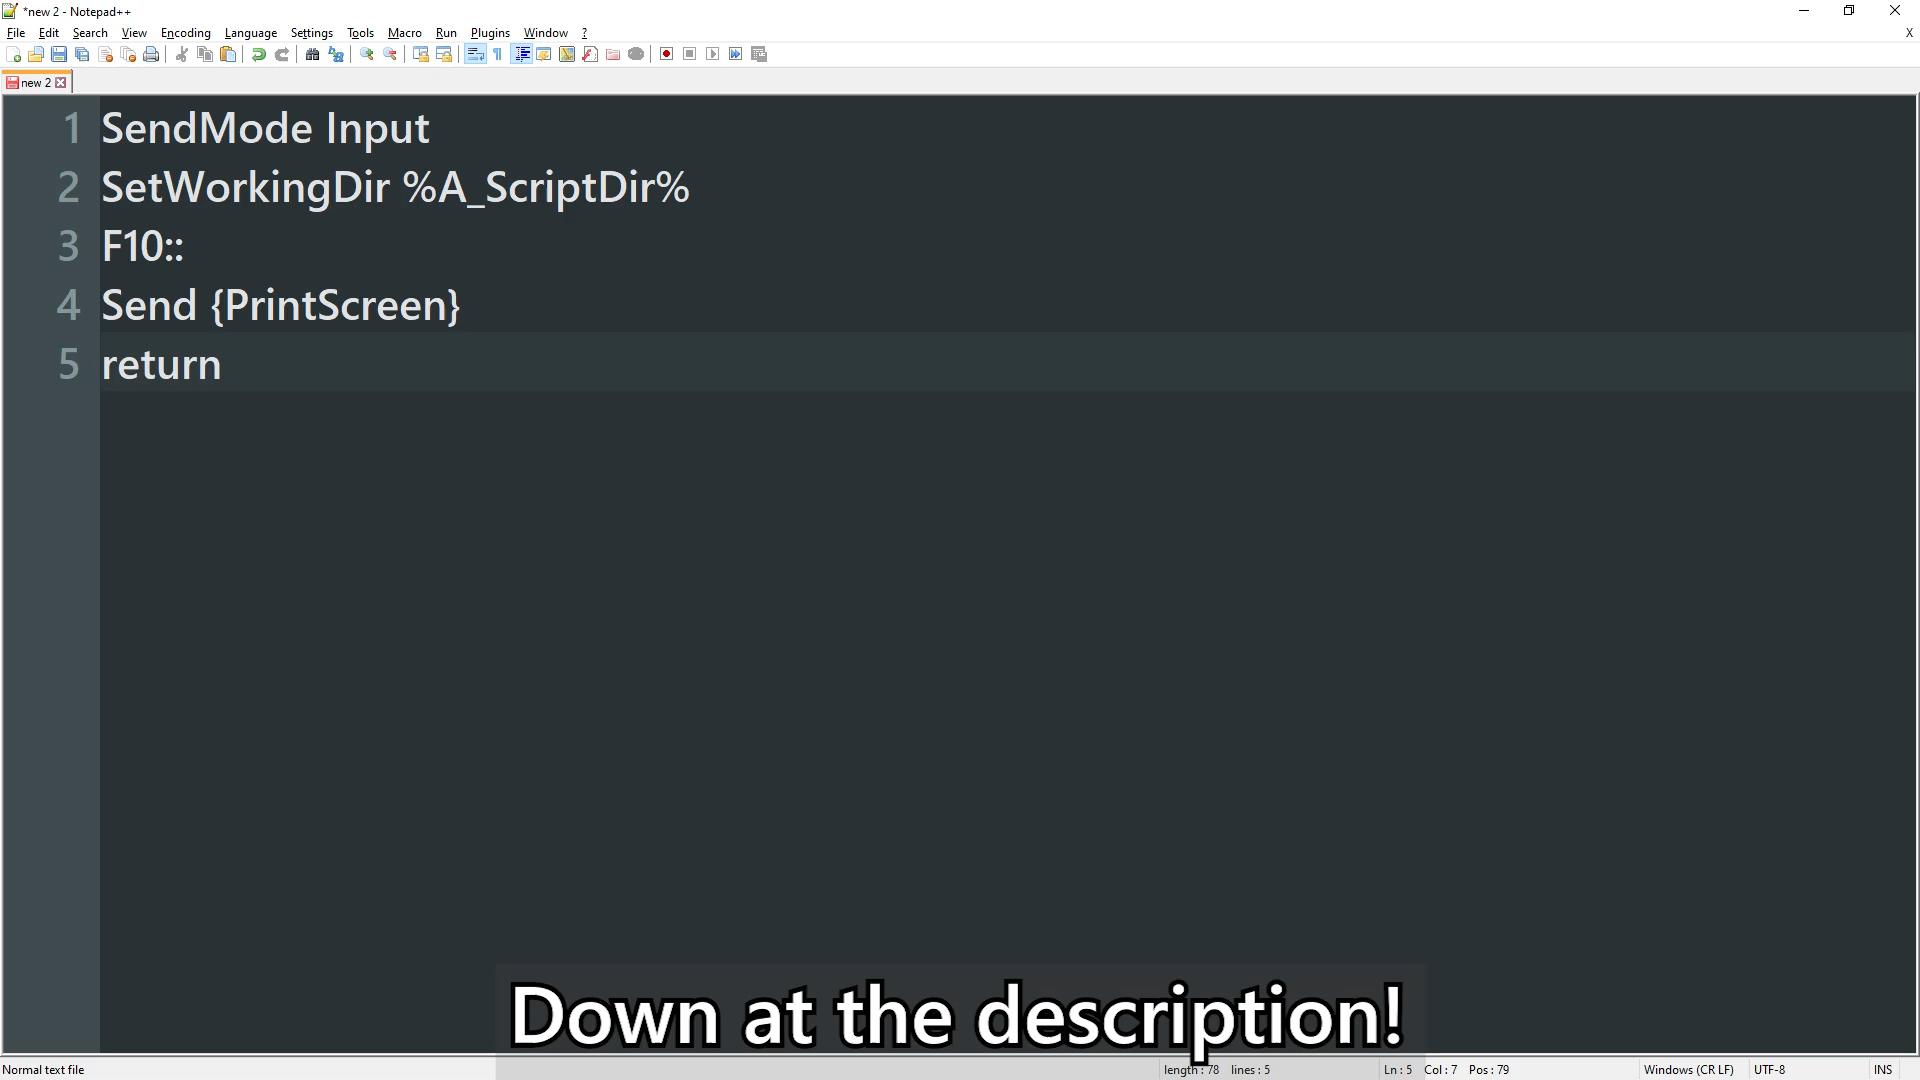 *new 2 - Notepad++
File Edit Search View Encoding Language Settings Tools Macro Run Plugins Window ? X
new 2
1 SendMode Input
2 SetWorkingDir %A_ScriptDir%
3 F10::
4 Send {PrintScreen}
5 return
Down at the description!
Normal text file length : 78 lines : 5 Ln : 5 Col : 7 Pos : 79 Windows (CR LF) UTF-8 INS